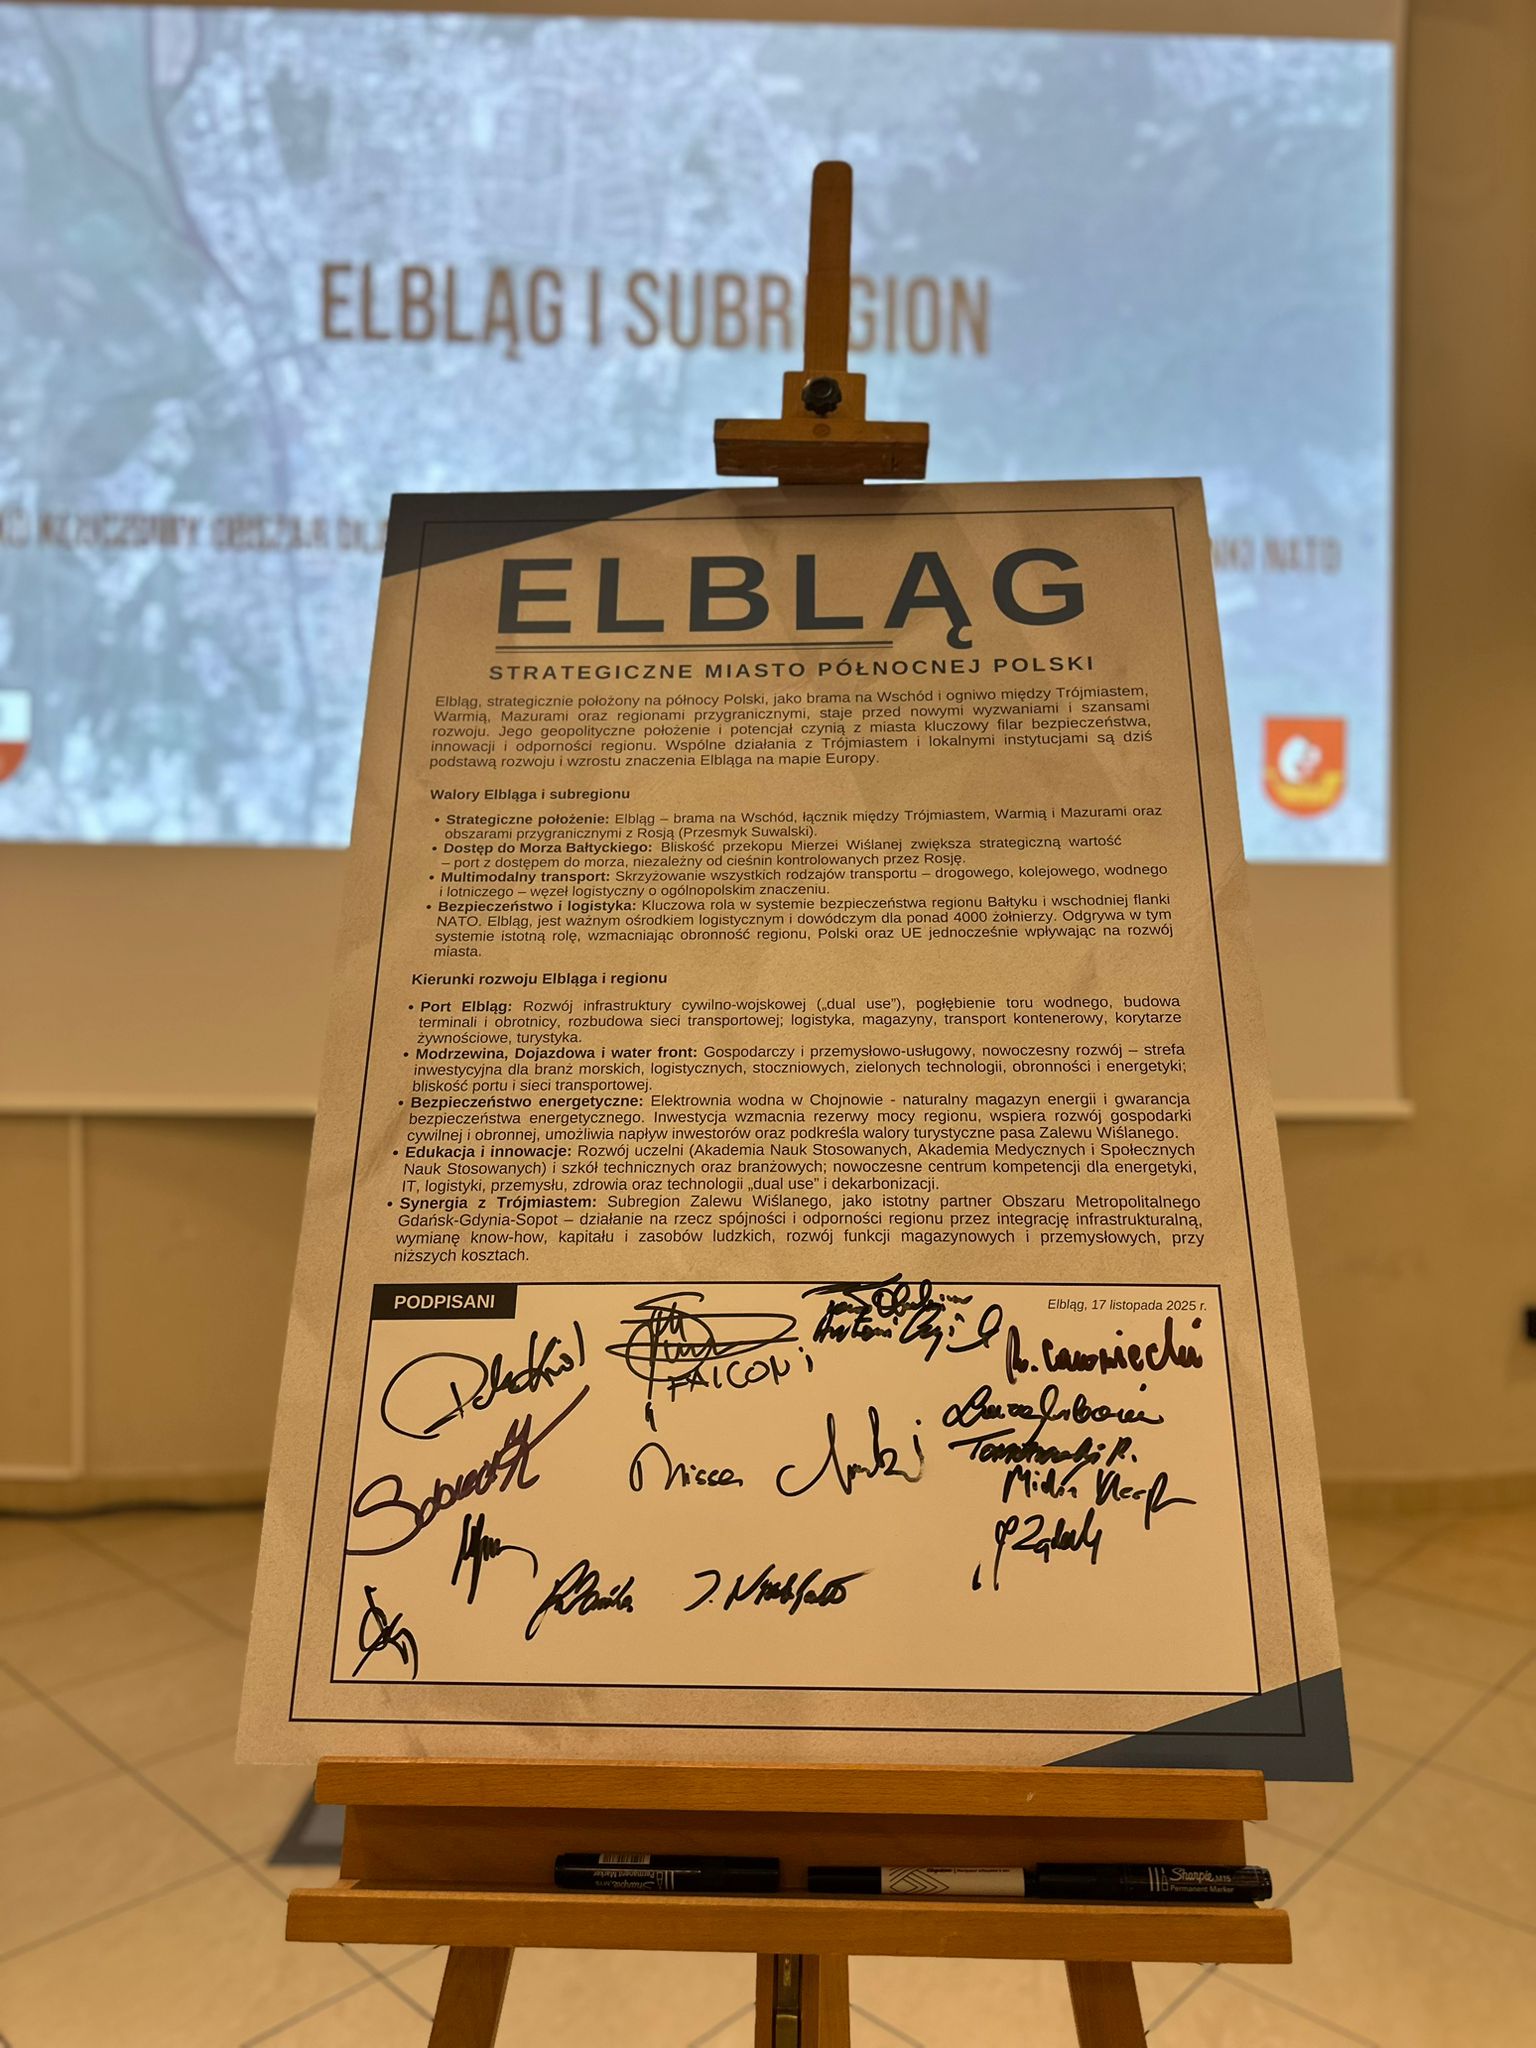 ELBLĄG I SUBREGION
KLUCZOWY OBSZAR
NATO
ELBLĄG
STRATEGICZNE MIASTO PÓŁNOCNEJ POLSKI
Elbląg, strategicznie położony na północy Polski, jako brama na Wschód i ogniwo między Trójmiastem,
Warmią, Mazurami oraz regionami przygranicznymi, staje przed nowymi wyzwaniami i szansami
rozwoju. Jego geopolityczne położenie i potencjał czynią z miasta kluczowy filar bezpieczeństwa,
innowacji i odporności regionu. Wspólne działania z Trójmiastem i lokalnymi instytucjami są dziś
podstawą rozwoju i wzrostu znaczenia Elbląga na mapie Europy.
Walory Elbląga i subregionu
• Strategiczne położenie: Elbląg – brama na Wschód, łącznik między Trójmiastem, Warmią i Mazurami oraz
obszarami przygranicznymi z Rosją (Przesmyk Suwalski).
• Dostęp do Morza Bałtyckiego: Bliskość przekopu Mierzei Wiślanej zwiększa strategiczną wartość
– port z dostępem do morza, niezależny od cieśnin kontrolowanych przez Rosję.
• Multimodalny transport: Skrzyżowanie wszystkich rodzajów transportu – drogowego, kolejowego, wodnego
i lotniczego – węzeł logistyczny o ogólnopolskim znaczeniu.
• Bezpieczeństwo i logistyka: Kluczowa rola w systemie bezpieczeństwa regionu Bałtyku i wschodniej flanki
NATO. Elbląg, jest ważnym ośrodkiem logistycznym i dowódczym dla ponad 4000 żołnierzy. Odgrywa w tym
systemie istotną rolę, wzmacniając obronność regionu, Polski oraz UE jednocześnie wpływając na rozwój
miasta.
Kierunki rozwoju Elbląga i regionu
• Port Elbląg: Rozwój infrastruktury cywilno-wojskowej („dual use”), pogłębienie toru wodnego, budowa
terminali i obrotnicy, rozbudowa sieci transportowej; logistyka, magazyny, transport kontenerowy, korytarze
żywnościowe, turystyka.
• Modrzewina, Dojazdowa i water front: Gospodarczy i przemysłowo-usługowy, nowoczesny rozwój – strefa
inwestycyjna dla branż morskich, logistycznych, stoczniowych, zielonych technologii, obronności i energetyki;
bliskość portu i sieci transportowej.
• Bezpieczeństwo energetyczne: Elektrownia wodna w Chojnowie - naturalny magazyn energii i gwarancja
bezpieczeństwa energetycznego. Inwestycja wzmacnia rezerwy mocy regionu, wspiera rozwój gospodarki
cywilnej i obronnej, umożliwia napływ inwestorów oraz podkreśla walory turystyczne pasa Zalewu Wiślanego.
• Edukacja i innowacje: Rozwój uczelni (Akademia Nauk Stosowanych, Akademia Medycznych i Społecznych
Nauk Stosowanych) i szkół technicznych oraz branżowych; nowoczesne centrum kompetencji dla energetyki,
IT, logistyki, przemysłu, zdrowia oraz technologii „dual use” i dekarbonizacji.
• Synergia z Trójmiastem: Subregion Zalewu Wiślanego, jako istotny partner Obszaru Metropolitalnego
Gdańsk-Gdynia-Sopot – działanie na rzecz spójności i odporności regionu przez integrację infrastrukturalną,
wymianę know-how, kapitału i zasobów ludzkich, rozwój funkcji magazynowych i przemysłowych, przy
niższych kosztach.
PODPISANI
Elbląg, 17 listopada 2025 r.
FALCON
Antoni
Missan
Sharpie M15
Permanent Marker
Sharpie M15
Permanent Marker